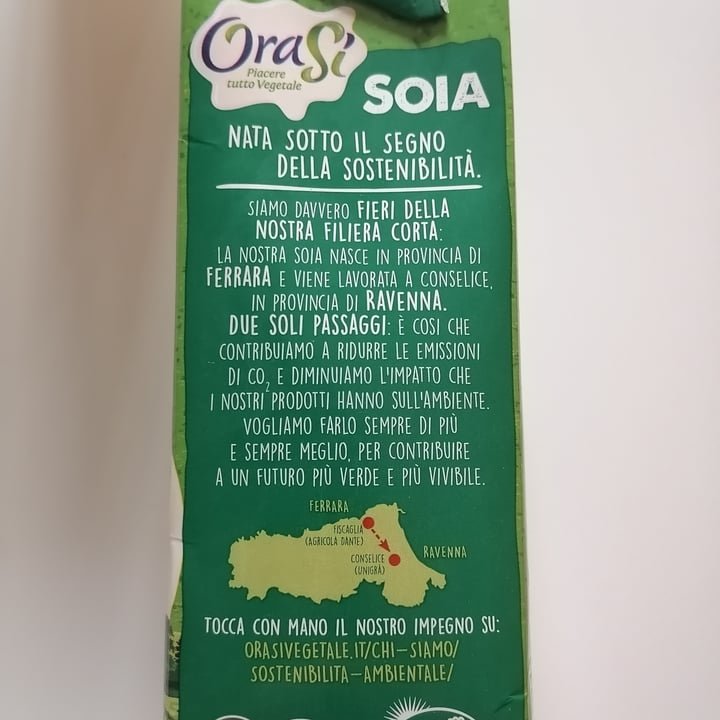 OraSì
Piacere
tutto Vegetale
SOIA
NATA SOTTO IL SEGNO
DELLA SOSTENIBILITÀ.
SIAMO DAVVERO FIERI DELLA
NOSTRA FILIERA CORTA:
LA NOSTRA SOIA NASCE IN PROVINCIA DI
FERRARA E VIENE LAVORATA A CONSELICE,
IN PROVINCIA DI RAVENNA.
DUE SOLI PASSAGGI: È COSI CHE
CONTRIBUIAMO A RIDURRE LE EMISSIONI
DI CO2 E DIMINUIAMO L'IMPATTO CHE
I NOSTRI PRODOTTI HANNO SULL'AMBIENTE.
VOGLIAMO FARLO SEMPRE DI PIÙ
E SEMPRE MEGLIO, PER CONTRIBUIRE
A UN FUTURO PIÙ VERDE E PIÙ VIVIBILE.
FERRARA
FISCAGLIA
(AGRICOLA DANTE)
CONSELICE
(UNIGRÀ)
RAVENNA
TOCCA CON MANO IL NOSTRO IMPEGNO SU:
ORASIVEGETALE.IT/CHI-SIAMO/
SOSTENIBILITA-AMBIENTALE/